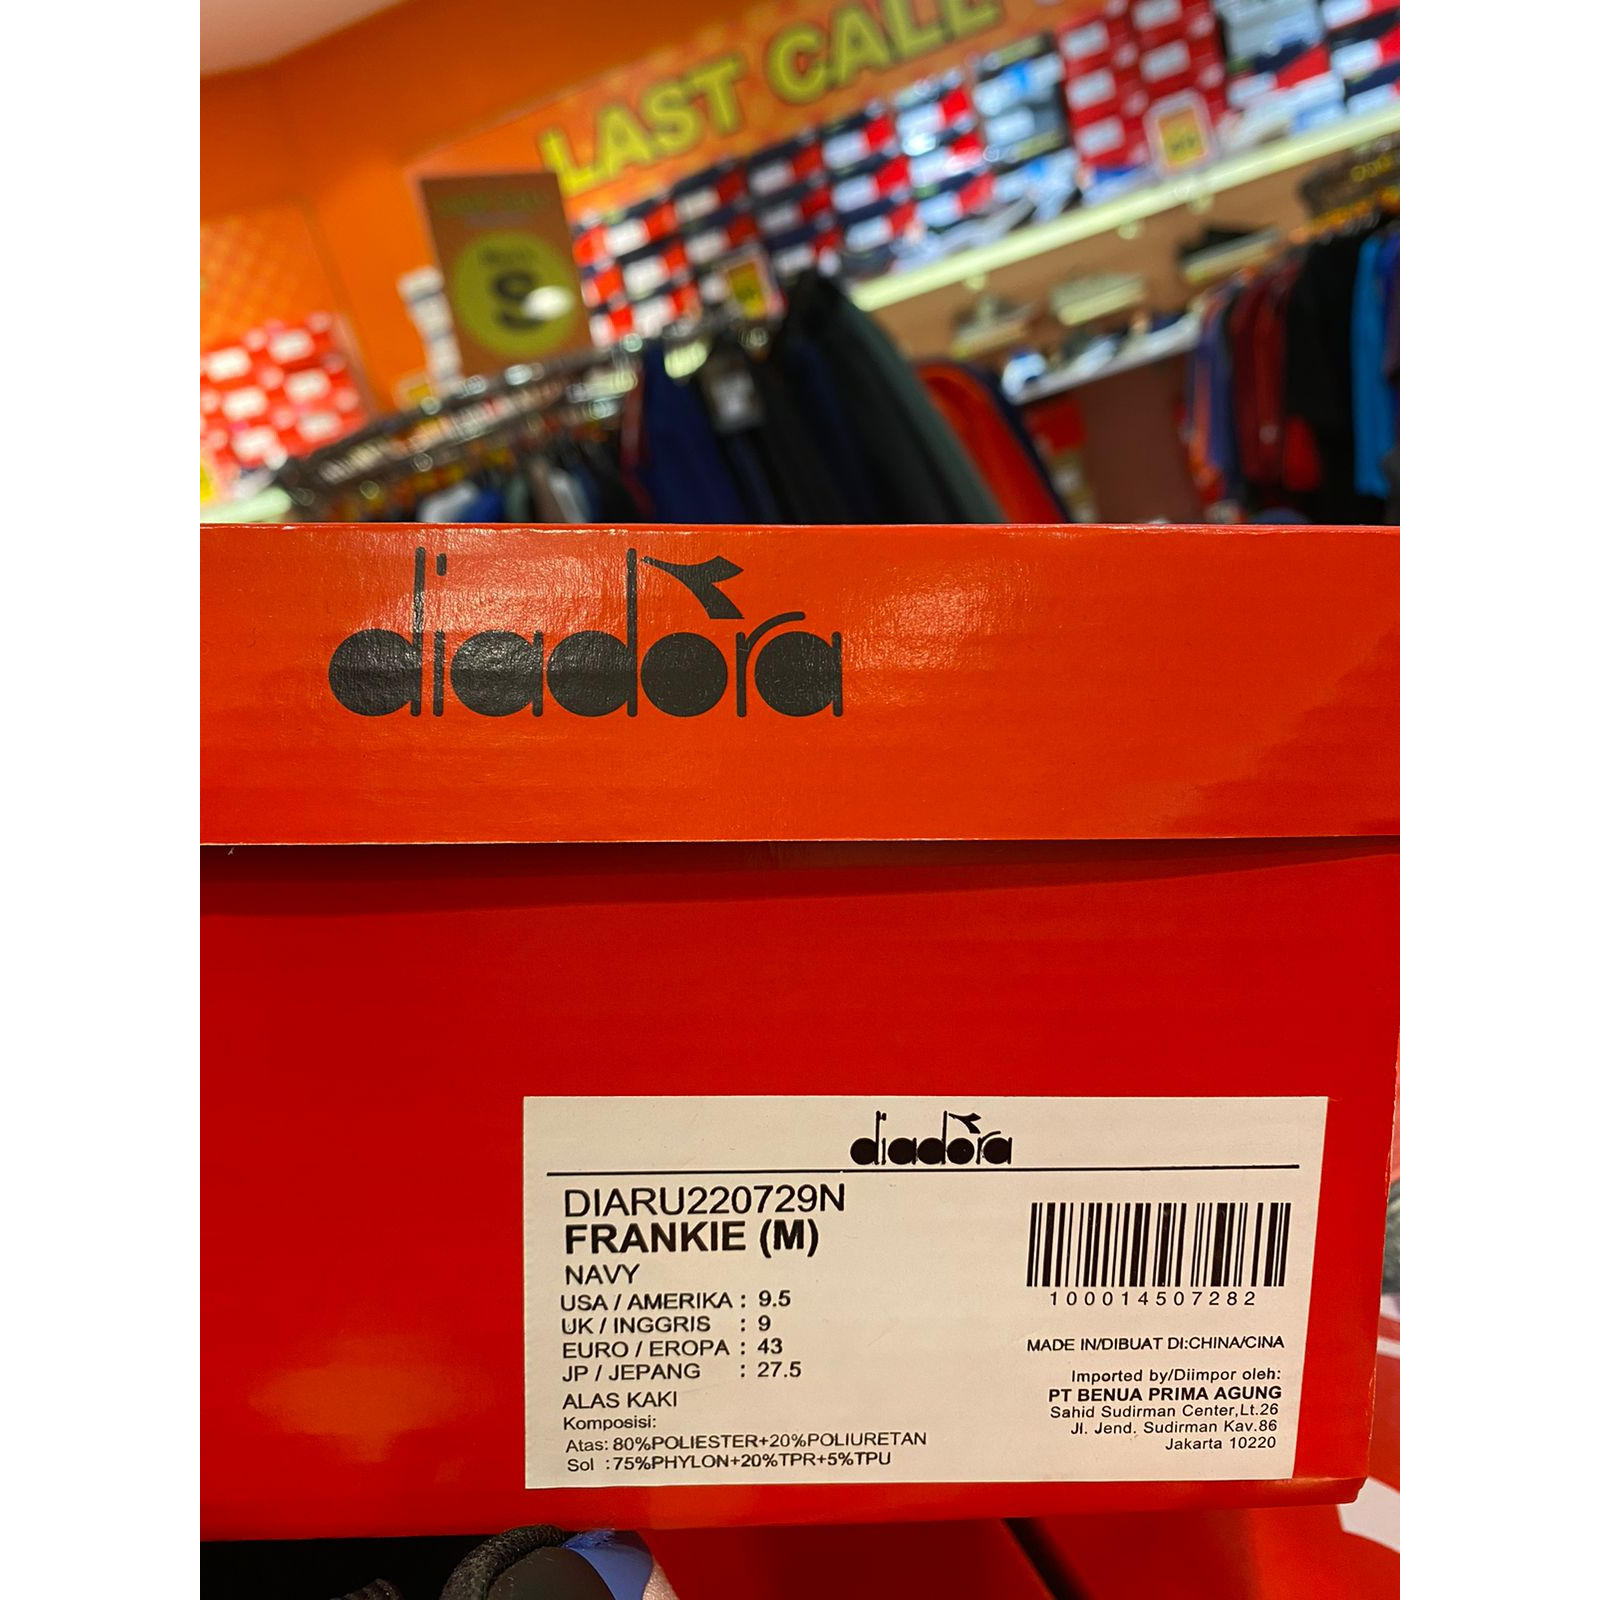 LAST CALL
S
diadora
diadora
DIARU220729N
FRANKIE (M)
NAVY
USA / AMERIKA : 9.5
UK / INGGRIS : 9
EURO / EROPA : 43
JP / JEPANG : 27.5
ALAS KAKI
Komposisi:
Atas: 80%POLIESTER+20%POLIURETAN
Sol : 75%PHYLON+20%TPR+5%TPU
100014507282
MADE IN/DIBUAT DI:CHINA/CINA
Imported by/Diimpor oleh:
PT BENUA PRIMA AGUNG
Sahid Sudirman Center,Lt.26
Jl. Jend. Sudirman Kav.86
Jakarta 10220